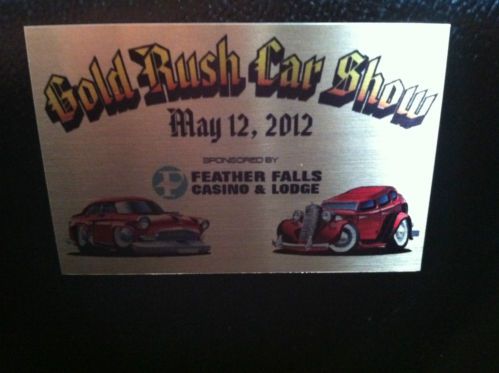 Gold Rush Car Show
May 12, 2012
SPONSORED BY
FEATHER FALLS
CASINO & LODGE